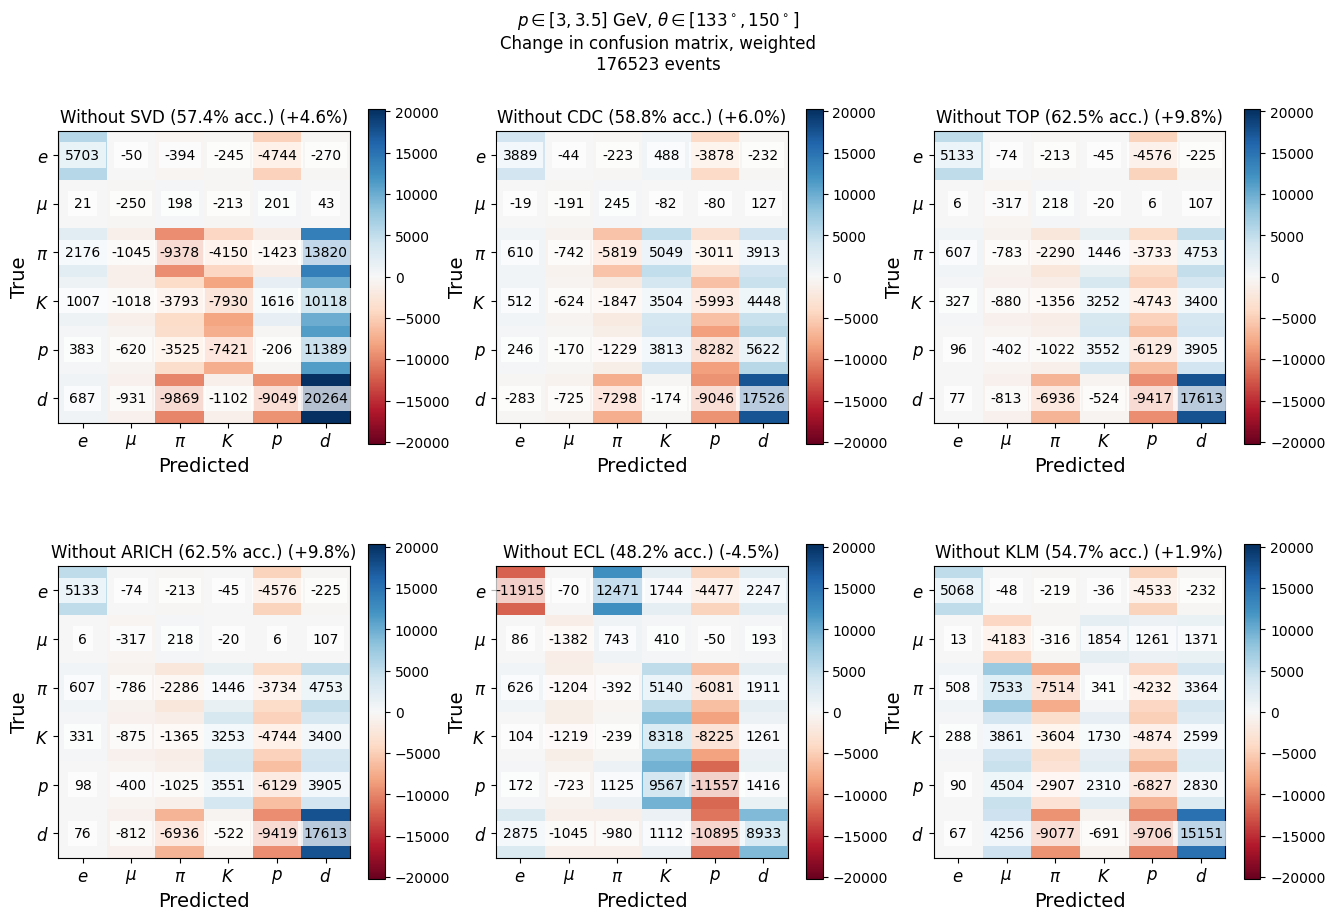 p ∈ [3, 3.5] GeV, θ ∈ [133°, 150°]
Change in confusion matrix, weighted
176523 events
Without SVD (57.4% acc.) (+4.6%)
True
e 5703 -50 -394 -245 -4744 -270
μ 21 -250 198 -213 201 43
π 2176 -1045 -9378 -4150 -1423 13820
K 1007 -1018 -3793 -7930 1616 10118
p 383 -620 -3525 -7421 -206 11389
d 687 -931 -9869 -1102 -9049 20264
e μ π K p d
Predicted
20000
15000
10000
5000
0
−5000
−10000
−15000
−20000
Without CDC (58.8% acc.) (+6.0%)
True
e 3889 -44 -223 488 -3878 -232
μ -19 -191 245 -82 -80 127
π 610 -742 -5819 5049 -3011 3913
K 512 -624 -1847 3504 -5993 4448
p 246 -170 -1229 3813 -8282 5622
d -283 -725 -7298 -174 -9046 17526
e μ π K p d
Predicted
20000
15000
10000
5000
0
−5000
−10000
−15000
−20000
Without TOP (62.5% acc.) (+9.8%)
True
e 5133 -74 -213 -45 -4576 -225
μ 6 -317 218 -20 6 107
π 607 -783 -2290 1446 -3733 4753
K 327 -880 -1356 3252 -4743 3400
p 96 -402 -1022 3552 -6129 3905
d 77 -813 -6936 -524 -9417 17613
e μ π K p d
Predicted
20000
15000
10000
5000
0
−5000
−10000
−15000
−20000
Without ARICH (62.5% acc.) (+9.8%)
True
e 5133 -74 -213 -45 -4576 -225
μ 6 -317 218 -20 6 107
π 607 -786 -2286 1446 -3734 4753
K 331 -875 -1365 3253 -4744 3400
p 98 -400 -1025 3551 -6129 3905
d 76 -812 -6936 -522 -9419 17613
e μ π K p d
Predicted
20000
15000
10000
5000
0
−5000
−10000
−15000
−20000
Without ECL (48.2% acc.) (-4.5%)
True
e -11915 -70 12471 1744 -4477 2247
μ 86 -1382 743 410 -50 193
π 626 -1204 -392 5140 -6081 1911
K 104 -1219 -239 8318 -8225 1261
p 172 -723 1125 9567 -11557 1416
d 2875 -1045 -980 1112 -10895 8933
e μ π K p d
Predicted
20000
15000
10000
5000
0
−5000
−10000
−15000
−20000
Without KLM (54.7% acc.) (+1.9%)
True
e 5068 -48 -219 -36 -4533 -232
μ 13 -4183 -316 1854 1261 1371
π 508 7533 -7514 341 -4232 3364
K 288 3861 -3604 1730 -4874 2599
p 90 4504 -2907 2310 -6827 2830
d 67 4256 -9077 -691 -9706 15151
e μ π K p d
Predicted
20000
15000
10000
5000
0
−5000
−10000
−15000
−20000